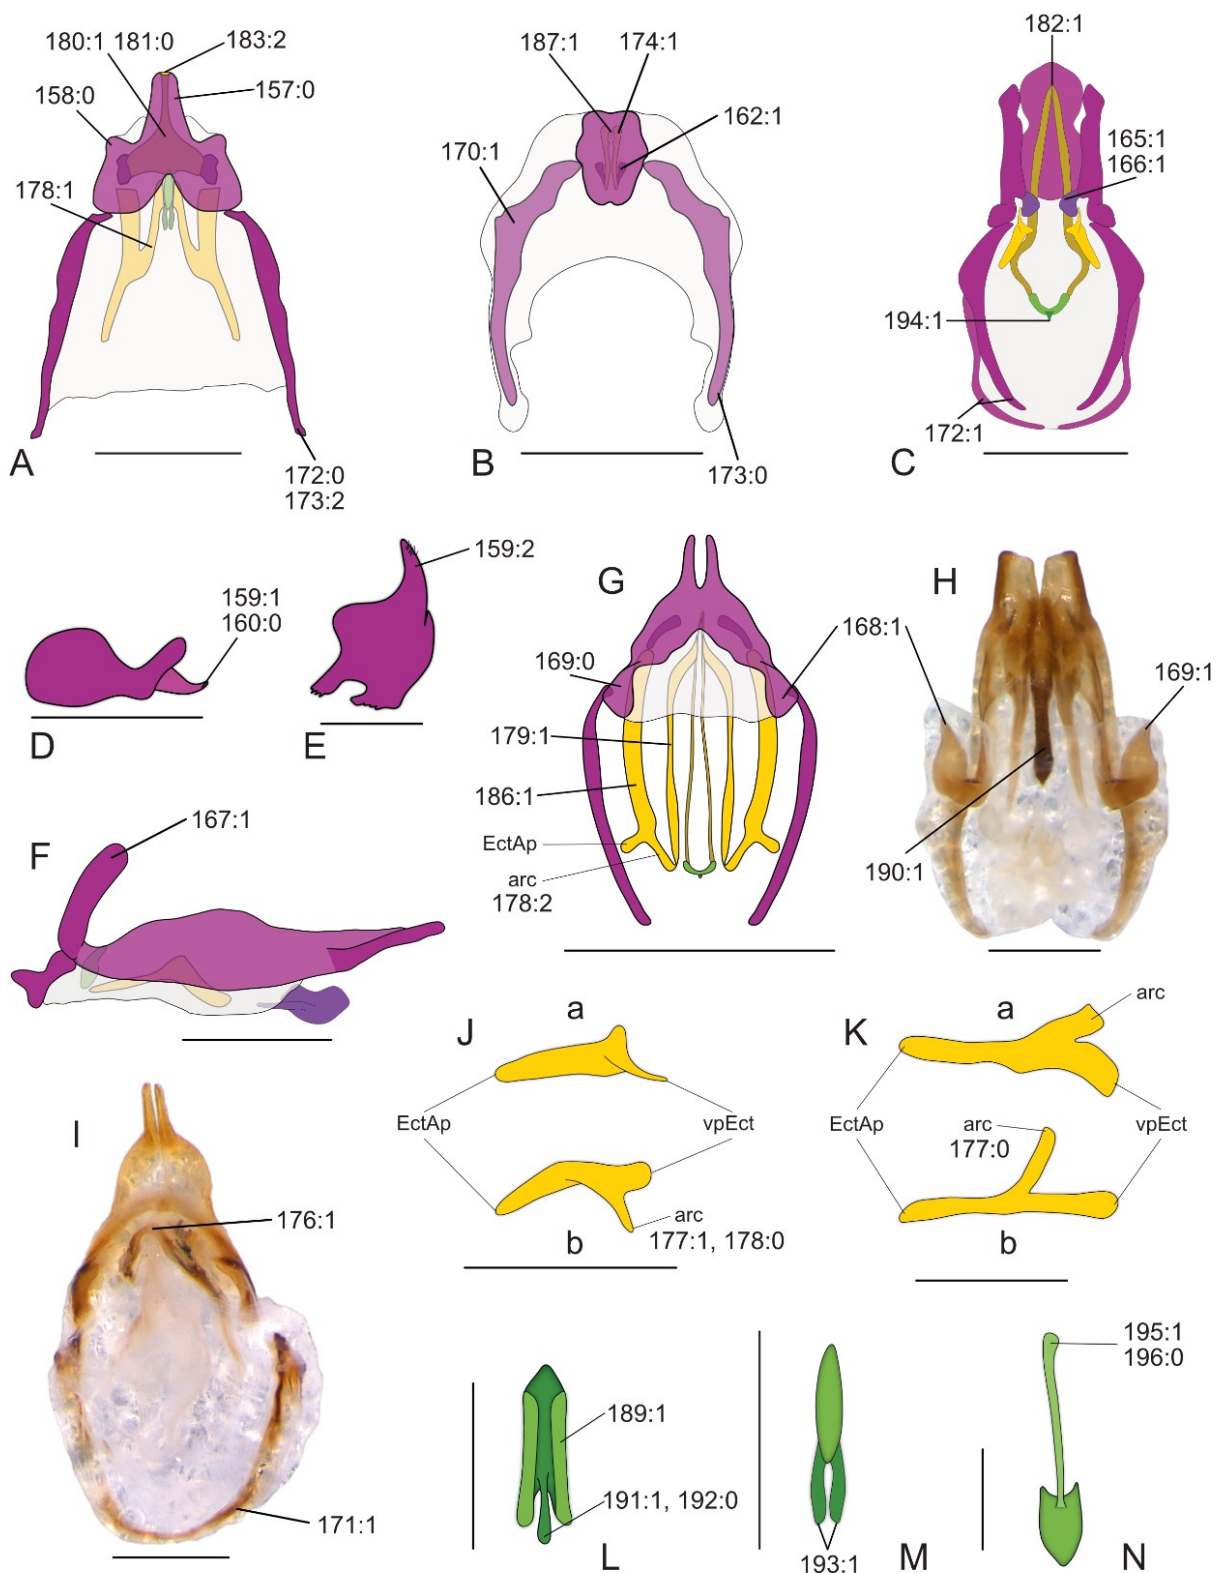 180:1 181:0
183:2
158:0
157:0
178:1
A
172:0
173:2
187:1
174:1
162:1
170:1
B
173:0
182:1
165:1
166:1
194:1
172:1
C
D
159:1
160:0
E
159:2
F
167:1
G
169:0
168:1
179:1
186:1
EctAp
arc
178:2
H
169:1
190:1
I
176:1
171:1
J
a
EctAp
vpEct
arc
177:1, 178:0
b
K
a
arc
EctAp
arc
177:0
vpEct
b
189:1
191:1, 192:0
L
193:1
M
195:1
196:0
N